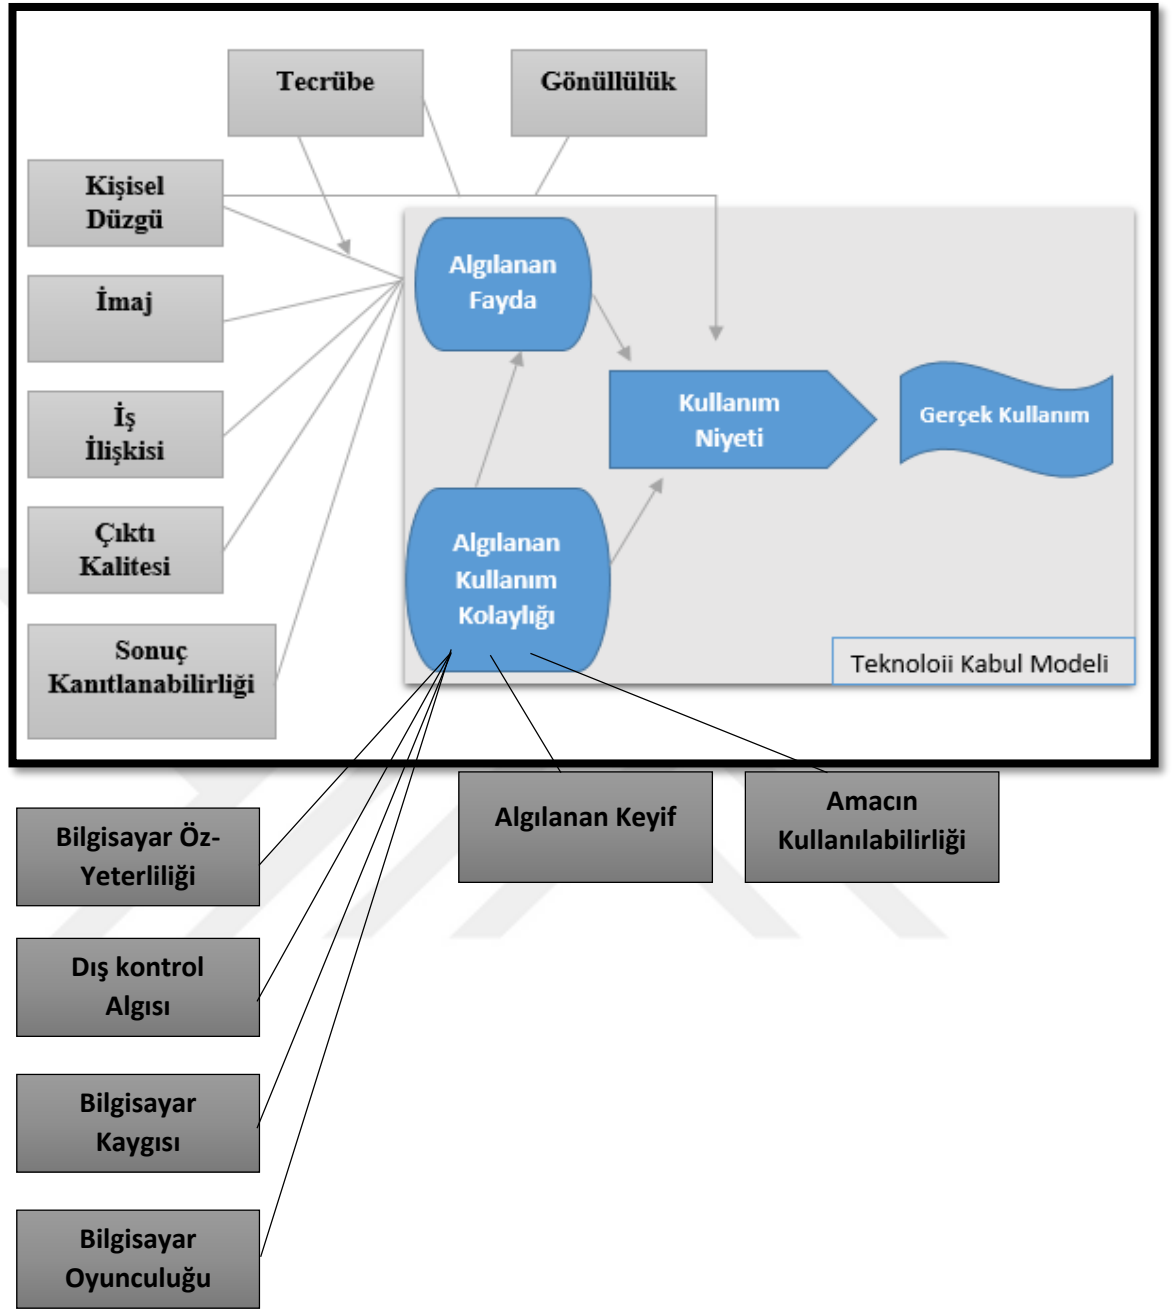 Tecrübe
Gönüllülük
Kişisel
Düzgü
İmaj
İş
İlişkisi
Çıktı
Kalitesi
Sonuç
Kanıtlanabilirliği
Algılanan
Fayda
Kullanım
Niyeti
Gerçek Kullanım
Algılanan
Kullanım
Kolaylığı
Teknoloii Kabul Modeli
Algılanan Keyif
Amacın
Kullanılabilirliği
Bilgisayar Öz-
Yeterliliği
Dış kontrol
Algısı
Bilgisayar
Kaygısı
Bilgisayar
Oyunculuğu